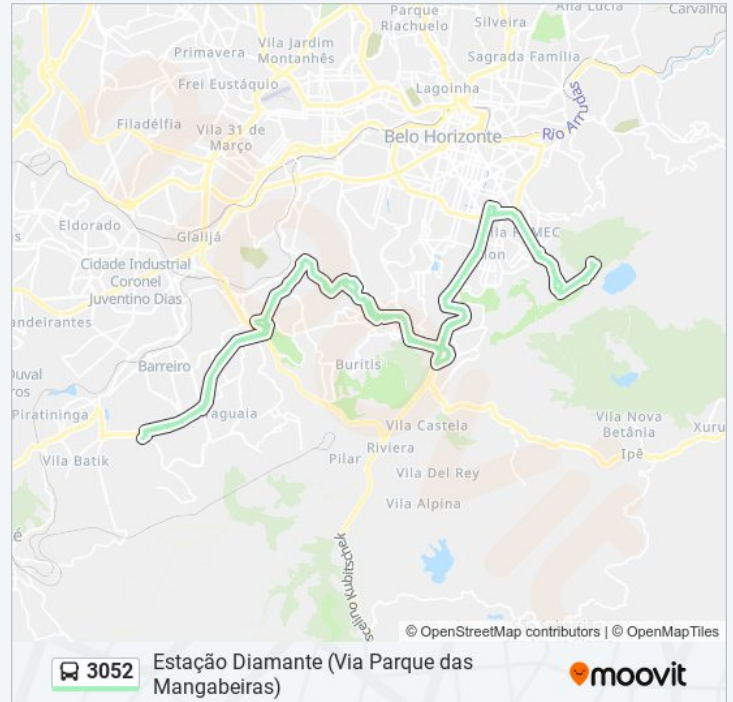 Parque
Riachuelo
Silveira
Ana Lúcia
Carvalho
Vila Jardim
Montanhês
Primavera
Sagrada Família
Frei Eustáquio
Lagoinha
Filadélfia
Vila 31 de
Março
Belo Horizonte
Rio Arrudas
Eldorado
Glalijá
Cidade Industrial
Coronel
Juventino Dias
andeirantes
Barreiro
Buritis
Piratininga
Vila Castela
Vila Nova
Betânia
Xuru
Ipê
Vila Batik
Riviera
Pilar
Vila Del Rey
Vila Alpina
scelino Kubitschek
© OpenStreetMap contributors | © OpenMapTiles
3052
Estação Diamante (Via Parque das
Mangabeiras)
moovit